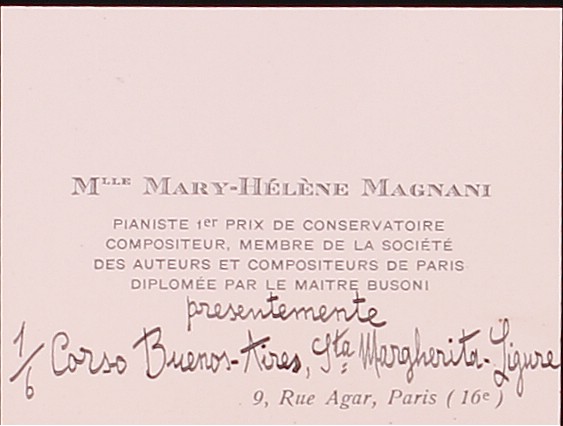 Mlle Mary-Hélène Magnani
PIANISTE 1er PRIX DE CONSERVATOIRE
COMPOSITEUR, MEMBRE DE LA SOCIÉTÉ
DES AUTEURS ET COMPOSITEURS DE PARIS
DIPLOMÉE PAR LE MAITRE BUSONI
presentemente
1/6 Corso Buenos-Aires, Sta Margherita-Ligure
9, Rue Agar, Paris (16e)